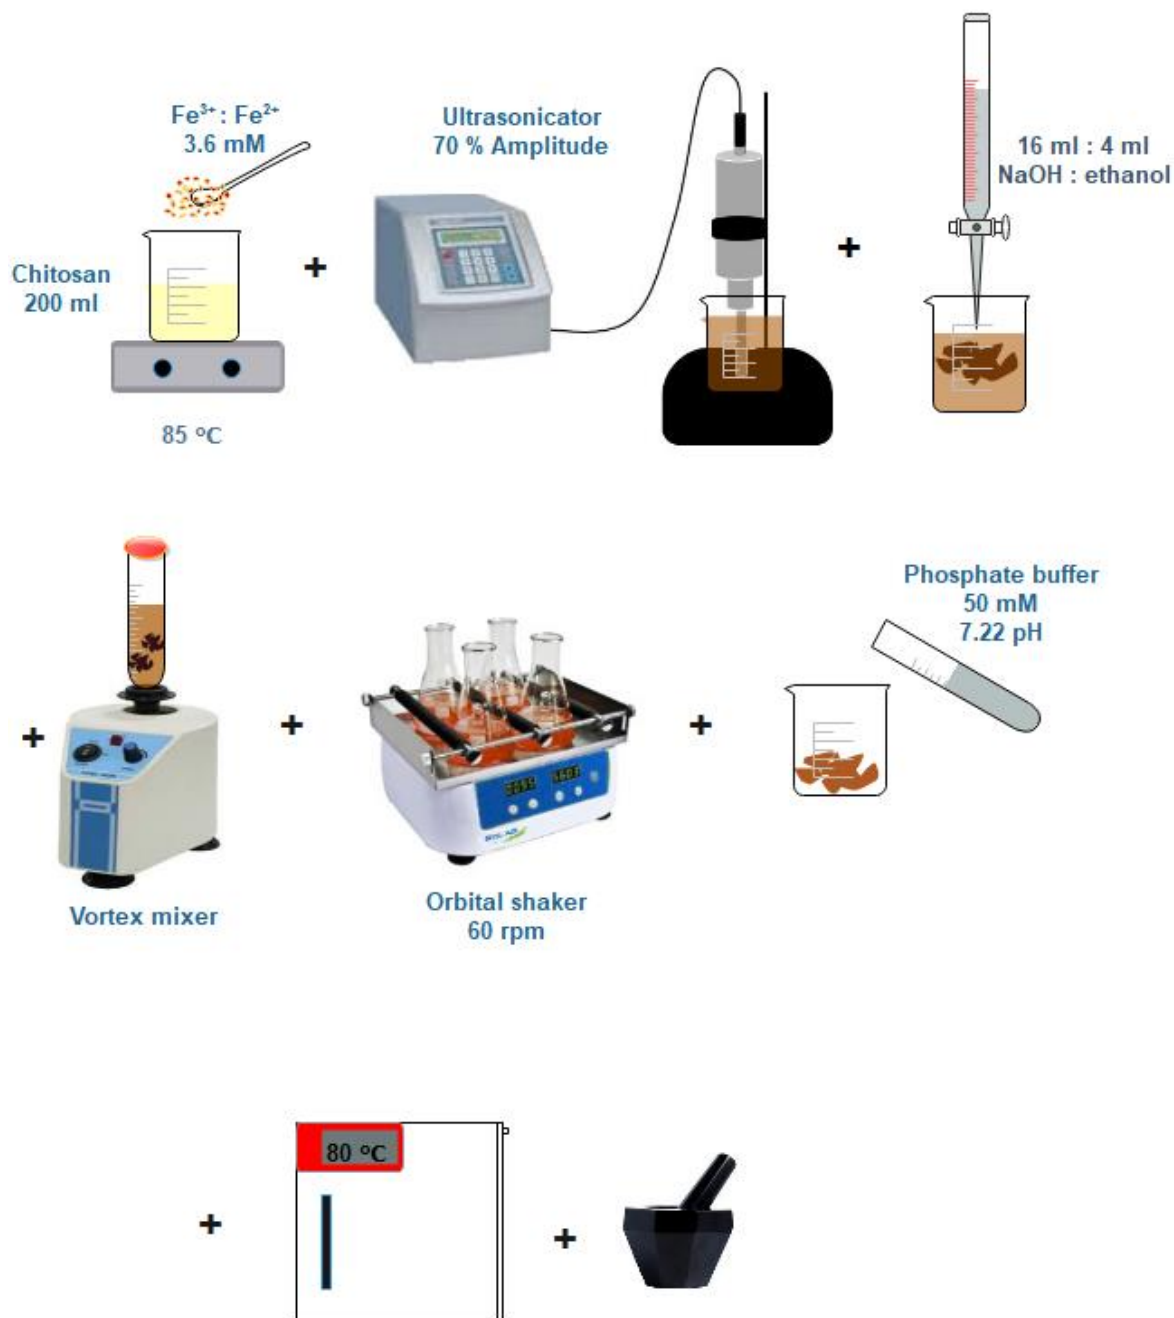 Fe³⁺ : Fe²⁺
3.6 mM
Chitosan
200 ml
85 °C
+
Ultrasonicator
70 % Amplitude
+
16 ml : 4 ml
NaOH : ethanol
+
Vortex mixer
+
Orbital shaker
60 rpm
+
Phosphate buffer
50 mM
7.22 pH
+
80 °C
+